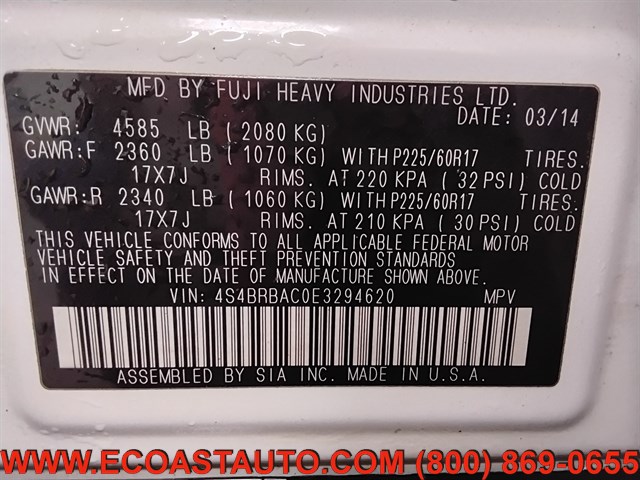 MFD BY FUJI HEAVY INDUSTRIES LTD.
DATE: 03/14
GVWR: 4585 LB ( 2080 KG)
GAWR:F 2360 LB ( 1070 KG) WITH P225/60R17 TIRES.
17X7J RIMS. AT 220 KPA ( 32 PSI) COLD
GAWR:R 2340 LB ( 1060 KG) WITH P225/60R17 TIRES.
17X7J RIMS. AT 210 KPA ( 30 PSI) COLD
THIS VEHICLE CONFORMS TO ALL APPLICABLE FEDERAL MOTOR
VEHICLE SAFETY AND THEFT PREVENTION STANDARDS
IN EFFECT ON THE DATE OF MANUFACTURE SHOWN ABOVE.
VIN: 4S4BRBAC0E3294620 MPV
ASSEMBLED BY SIA INC. MADE IN U.S.A.
WWW.ECOASTAUTO.COM (800) 869-0655